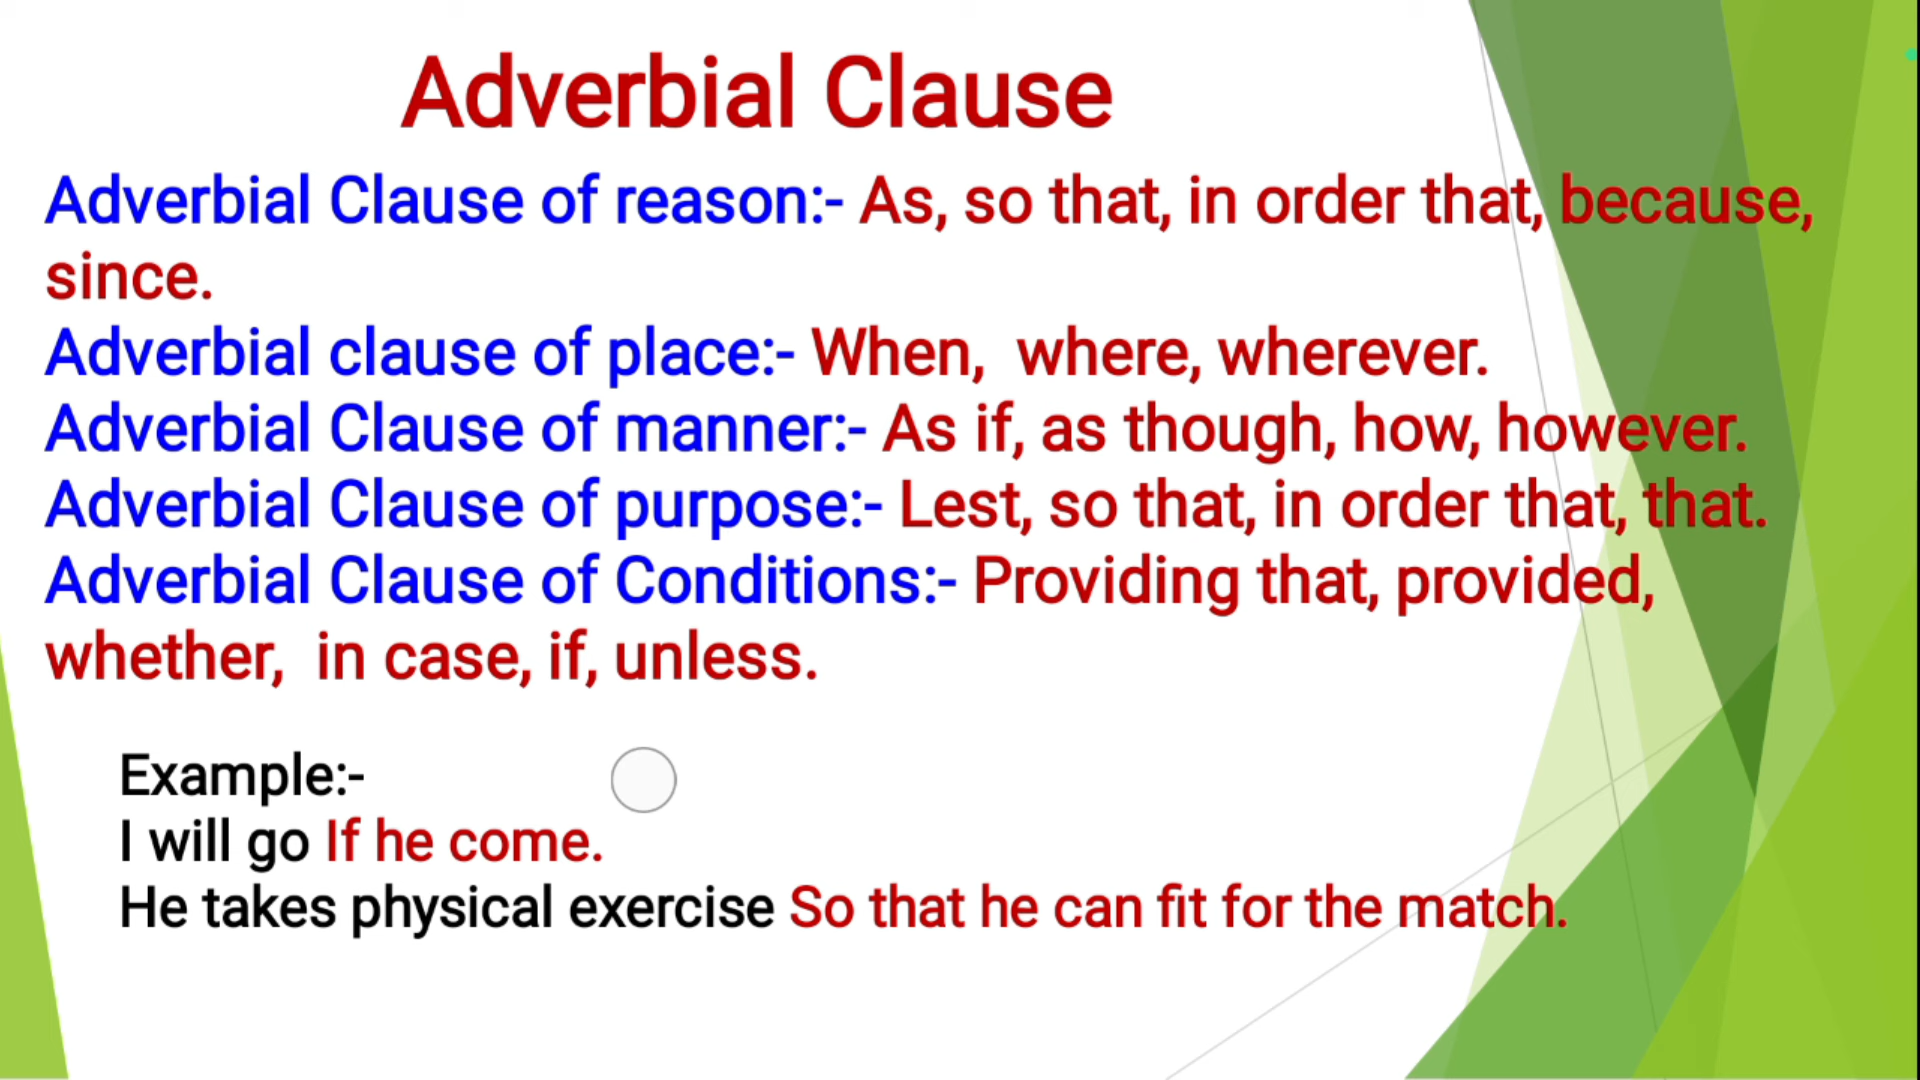 Adverbial Clause
Adverbial Clause of reason:- As, so that, in order that, because,
since.
Adverbial clause of place:- When, where, wherever.
Adverbial Clause of manner:- As if, as though, how, however.
Adverbial Clause of purpose:- Lest, so that, in order that, that.
Adverbial Clause of Conditions:- Providing that, provided,
whether, in case, if, unless.
Example:-
I will go If he come.
He takes physical exercise So that he can fit for the match.